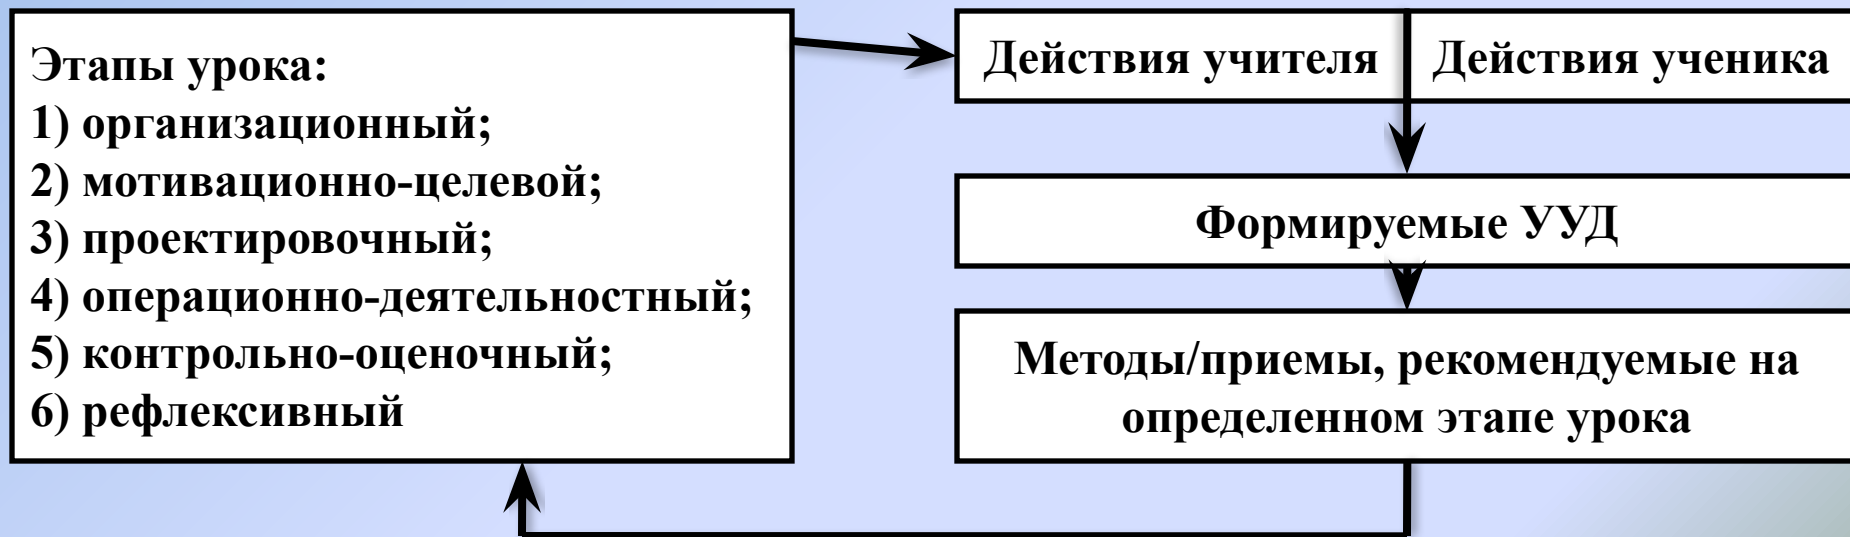 Этапы урока:
1) организационный;
2) мотивационно-целевой;
3) проектировочный;
4) операционно-деятельностный;
5) контрольно-оценочный;
6) рефлексивный
Действия учителя
Действия ученика
Формируемые УУД
Методы/приемы, рекомендуемые на
определенном этапе урока